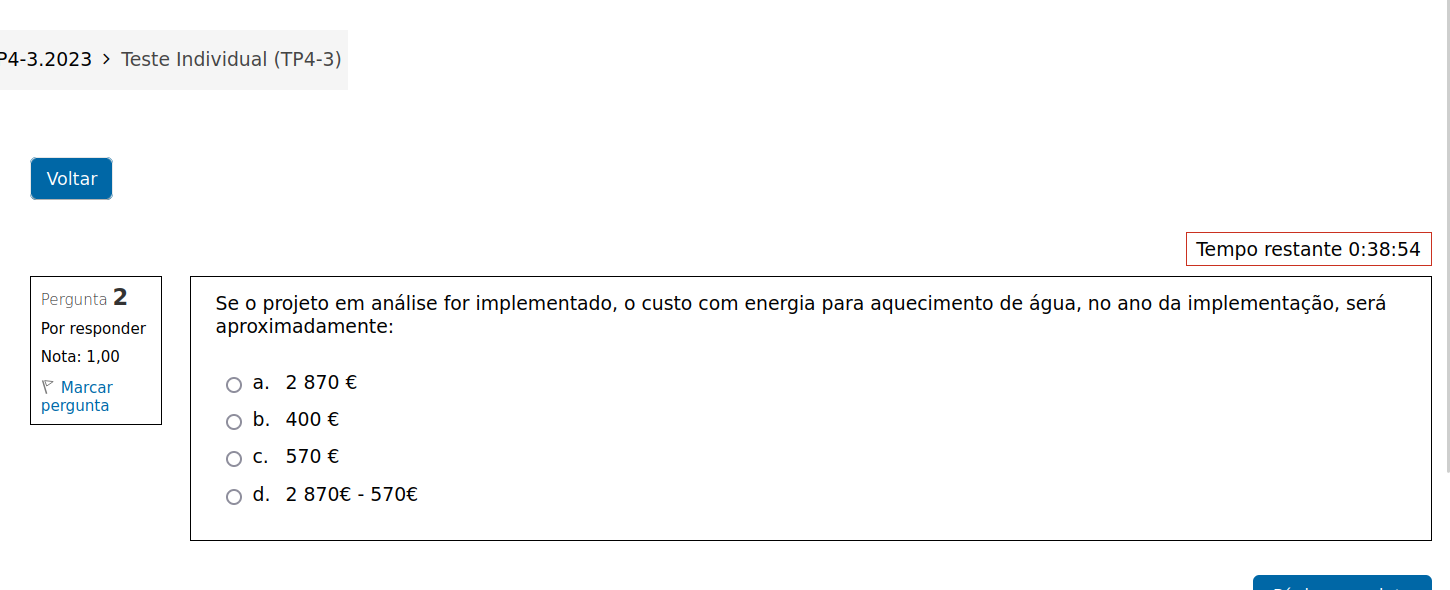 P4-3.2023 > Teste Individual (TP4-3)
Voltar
Tempo restante 0:38:54
Pergunta 2
Por responder
Nota: 1,00
Marcar
pergunta
Se o projeto em análise for implementado, o custo com energia para aquecimento de água, no ano da implementação, será
aproximadamente:
a. 2 870 €
b. 400 €
c. 570 €
d. 2 870€ - 570€